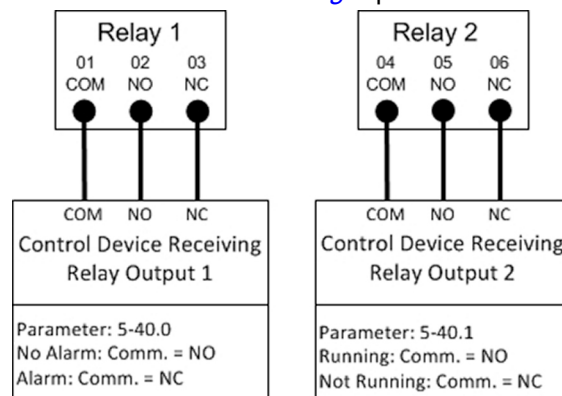 Relay 1
01 02 03
COM NO NC
COM NO NC
Control Device Receiving
Relay Output 1
Parameter: 5-40.0
No Alarm: Comm. = NO
Alarm: Comm. = NC
Relay 2
04 05 06
COM NO NC
COM NO NC
Control Device Receiving
Relay Output 2
Parameter: 5-40.1
Running: Comm. = NO
Not Running: Comm. = NC